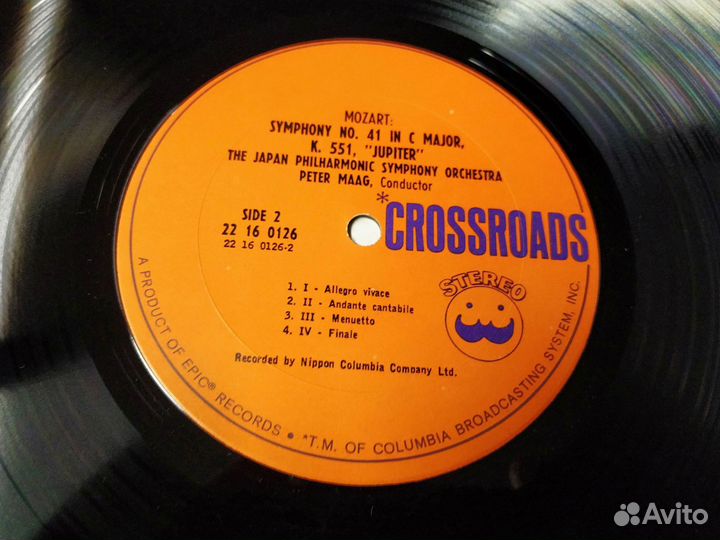 MOZART:
SYMPHONY NO. 41 IN C MAJOR,
K. 551, "JUPITER"
THE JAPAN PHILHARMONIC SYMPHONY ORCHESTRA
PETER MAAG, Conductor
*CROSSROADS
SIDE 2
22 16 0126
22 16 0126-2
STEREO
1. I - Allegro vivace
2. II - Andante cantabile
3. III - Menuetto
4. IV - Finale
Recorded by Nippon Columbia Company Ltd.
A PRODUCT OF EPIC® RECORDS • *T.M. OF COLUMBIA BROADCASTING SYSTEM, INC.
Avito